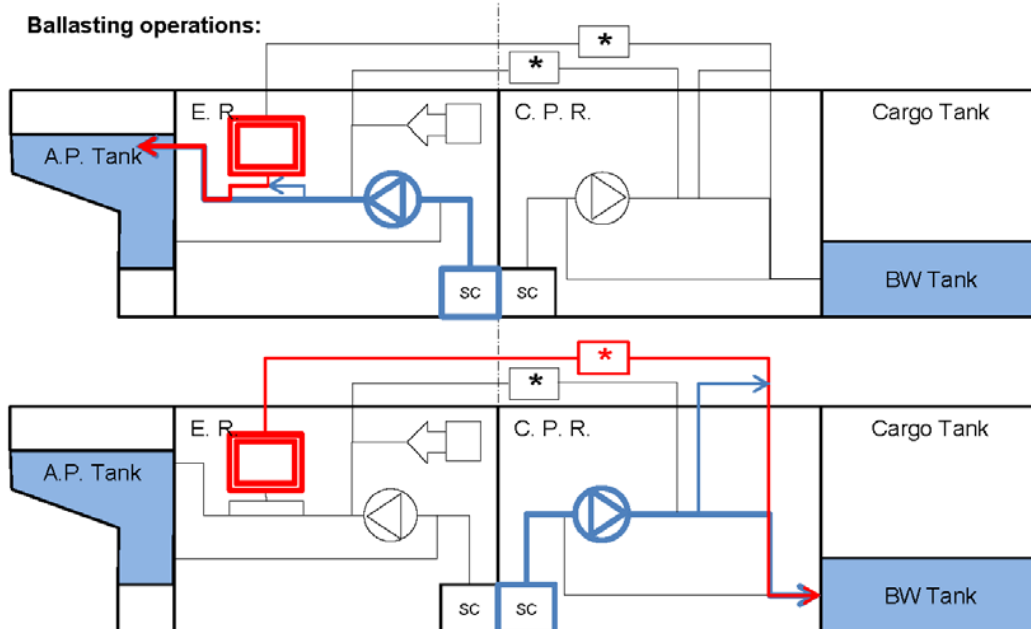 Ballasting operations:
*
*
E. R.
C. P. R.
Cargo Tank
A.P. Tank
BW Tank
SC
SC
*
*
E. R.
C. P. R.
Cargo Tank
A.P. Tank
BW Tank
SC
SC